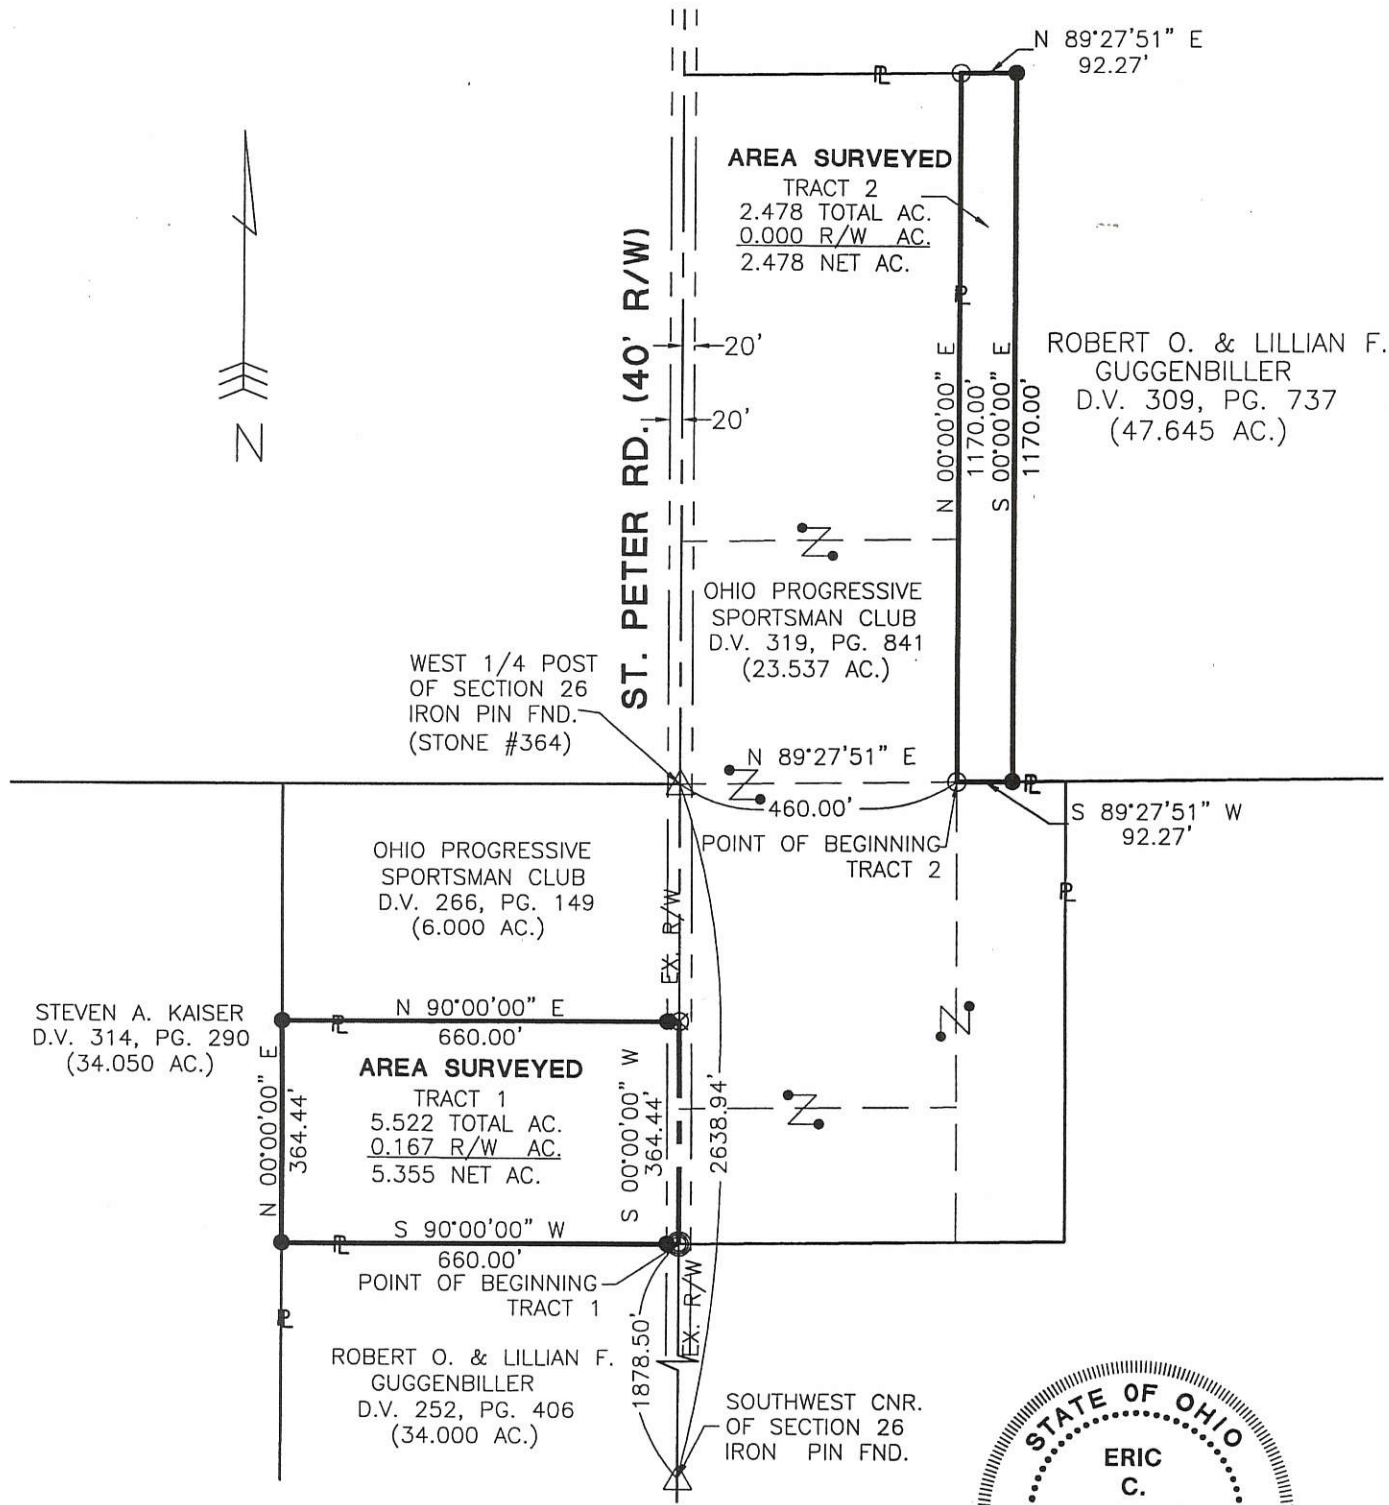 N 89°27'51" E
92.27'
℄
AREA SURVEYED
TRACT 2
2.478 TOTAL AC.
0.000 R/W AC.
2.478 NET AC.
N
ST. PETER RD. (40' R/W)
20'
20'
N 00°00'00" E
1170.00'
S 00°00'00" E
1170.00'
ROBERT O. & LILLIAN F.
GUGGENBILLER
D.V. 309, PG. 737
(47.645 AC.)
OHIO PROGRESSIVE
SPORTSMAN CLUB
D.V. 319, PG. 841
(23.537 AC.)
WEST 1/4 POST
OF SECTION 26
IRON PIN FND.
(STONE #364)
N 89°27'51" E
460.00'
S 89°27'51" W
92.27'
POINT OF BEGINNING
TRACT 2
OHIO PROGRESSIVE
SPORTSMAN CLUB
D.V. 266, PG. 149
(6.000 AC.)
EX. R/W
STEVEN A. KAISER
D.V. 314, PG. 290
(34.050 AC.)
N 90°00'00" E
660.00'
AREA SURVEYED
TRACT 1
5.522 TOTAL AC.
0.167 R/W AC.
5.355 NET AC.
N 00°00'00" E
364.44'
S 00°00'00" W
364.44'
2638.94'
S 90°00'00" W
660.00'
POINT OF BEGINNING
TRACT 1
EX. R/W
1878.50'
ROBERT O. & LILLIAN F.
GUGGENBILLER
D.V. 252, PG. 406
(34.000 AC.)
SOUTHWEST CNR.
OF SECTION 26
IRON PIN FND.
STATE OF OHIO
ERIC
C.